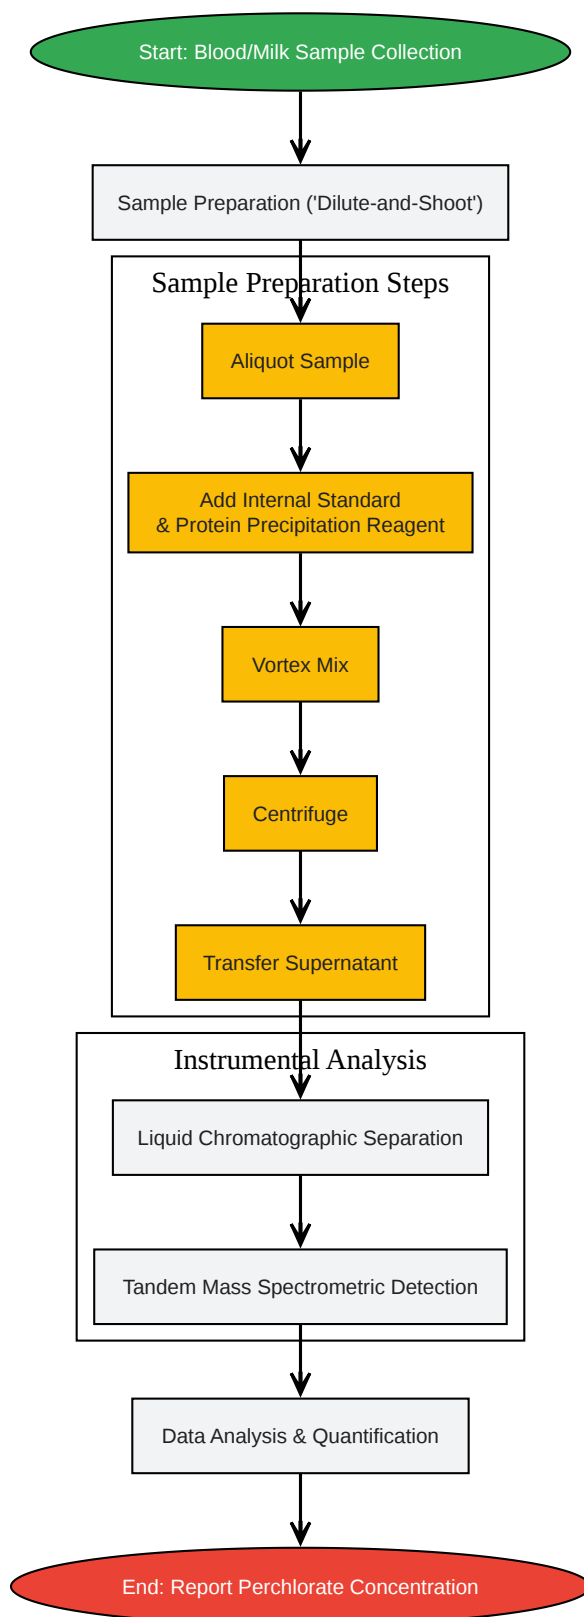 Start: Blood/Milk Sample Collection
Sample Preparation ('Dilute-and-Shoot')
Sample Preparation Steps
Aliquot Sample
Add Internal Standard
& Protein Precipitation Reagent
Vortex Mix
Centrifuge
Transfer Supernatant
Instrumental Analysis
Liquid Chromatographic Separation
Tandem Mass Spectrometric Detection
Data Analysis & Quantification
End: Report Perchlorate Concentration